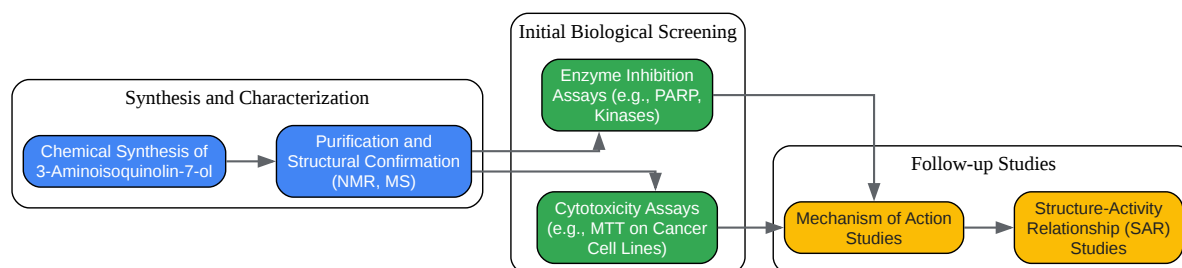 Synthesis and Characterization
Chemical Synthesis of
3-Aminoisoquinolin-7-ol
Purification and
Structural Confirmation
(NMR, MS)
Initial Biological Screening
Enzyme Inhibition
Assays (e.g., PARP,
Kinases)
Cytotoxicity Assays
(e.g., MTT on Cancer
Cell Lines)
Follow-up Studies
Mechanism of Action
Studies
Structure-Activity
Relationship (SAR)
Studies